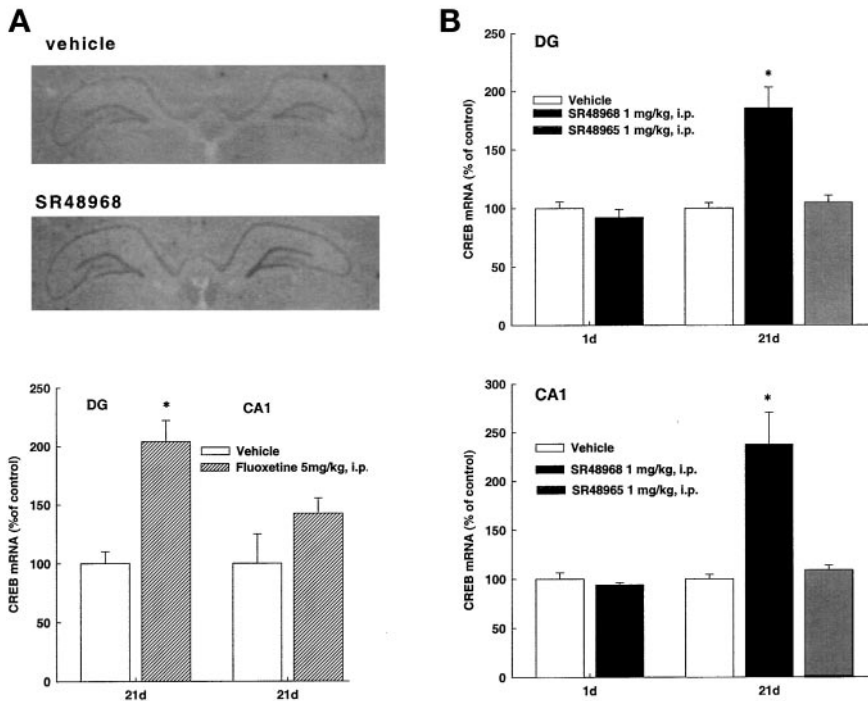 A
vehicle
SR48968
250
200
150
100
50
0
CREB mRNA (%of control)
DG
*
CA1
Vehicle
Fluoxetine 5mg/kg, i.p.
21d
21d
B
DG
250
200
150
100
50
0
CREB mRNA (% of control)
*
Vehicle
SR48968 1 mg/kg, i.p.
SR48965 1 mg/kg, i.p.
1d
21d
CA1
300
250
200
150
100
50
0
CREB mRNA (% of control)
*
Vehicle
SR48968 1 mg/kg, i.p.
SR48965 1 mg/kg, i.p.
1d
21d